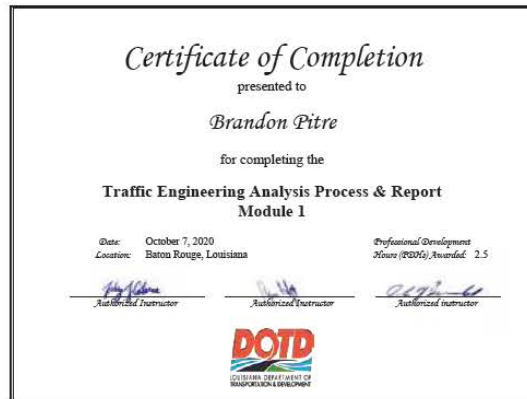 Certificate of Completion
presented to
Brandon Pitre
for completing the
Traffic Engineering Analysis Process & Report
Module 1
Date: October 7, 2020
Location: Baton Rouge, Louisiana
Professional Development
Hours (PDHs) Awarded: 2.5
Authorized Instructor
Authorized Instructor
Authorized instructor
DOTD
LOUISIANA DEPARTMENT OF
TRANSPORTATION & DEVELOPMENT